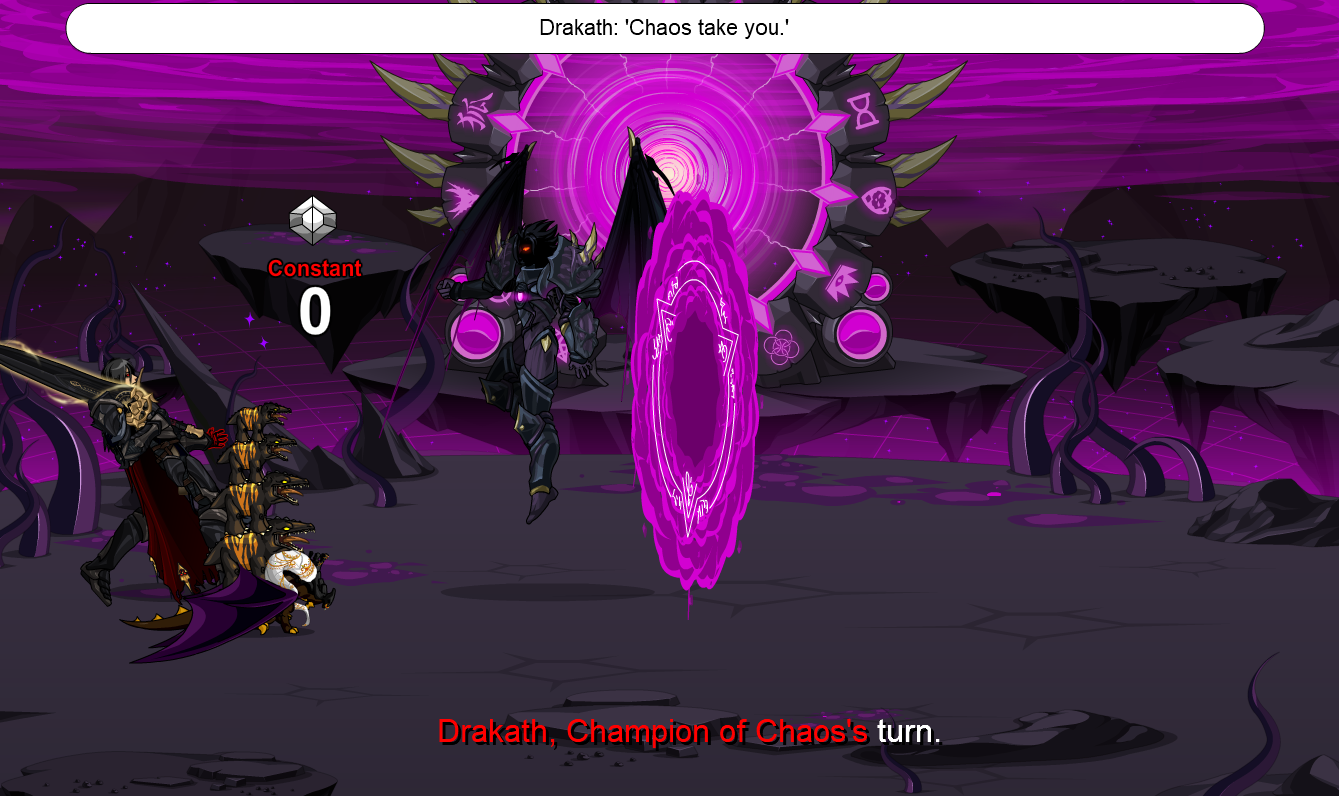 Drakath: 'Chaos take you.'
Constant
0
Drakath, Champion of Chaos's turn.